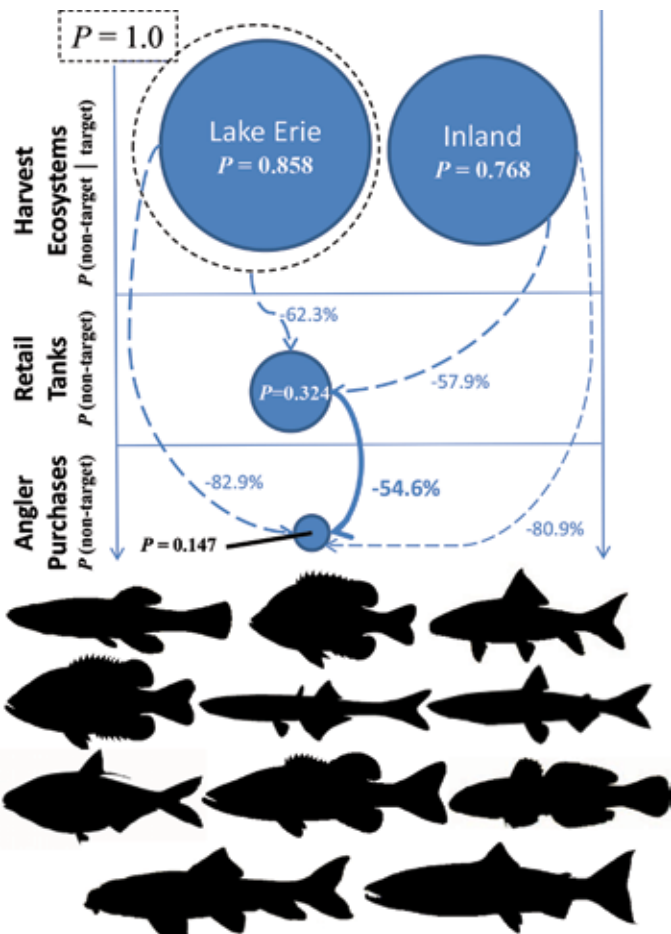 P = 1.0
Harvest
Ecosystems
P (non-target | target)
Lake Erie
P = 0.858
Inland
P = 0.768
-62.3%
Retail
Tanks
P (non-target)
P=0.324
-57.9%
Angler
Purchases
P (non-target)
-82.9%
-54.6%
-80.9%
P = 0.147